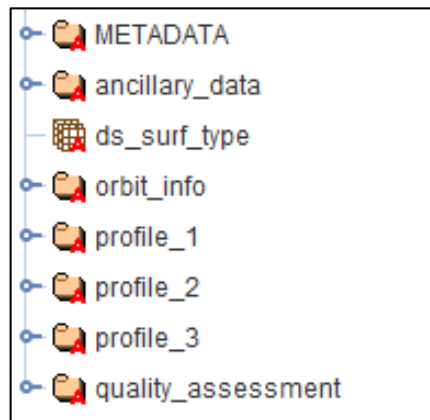 METADATA
ancillary_data
ds_surf_type
orbit_info
profile_1
profile_2
profile_3
quality_assessment